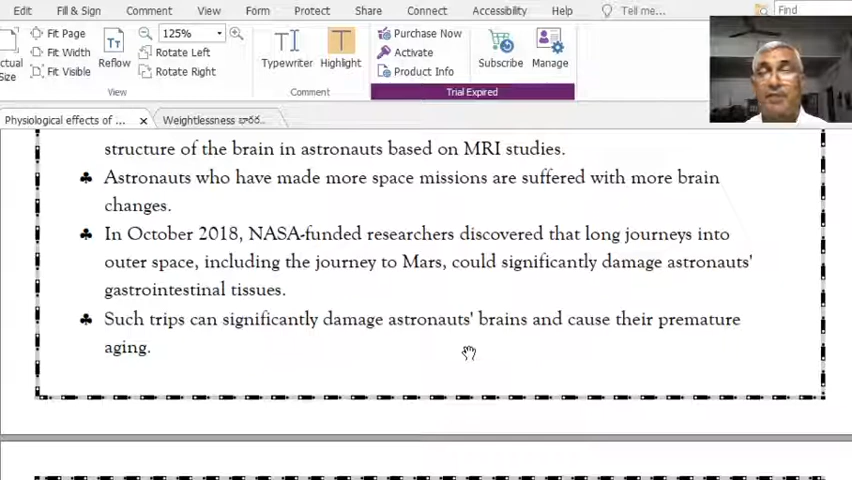 Edit Fill & Sign Comment View Form Protect Share Connect Accessibility Help Tell me... Find
ctual Size
Fit Page
Fit Width
Fit Visible
Reflow
125%
Rotate Left
Rotate Right
View
Typewriter
Highlight
Comment
Purchase Now
Activate
Product Info
Subscribe
Manage
Trial Expired
Physiological effects of ... ×
structure of the brain in astronauts based on MRI studies.
♣ Astronauts who have made more space missions are suffered with more brain
changes.
♣ In October 2018, NASA-funded researchers discovered that long journeys into
outer space, including the journey to Mars, could significantly damage astronauts'
gastrointestinal tissues.
♣ Such trips can significantly damage astronauts' brains and cause their premature
aging.
Weightlessness